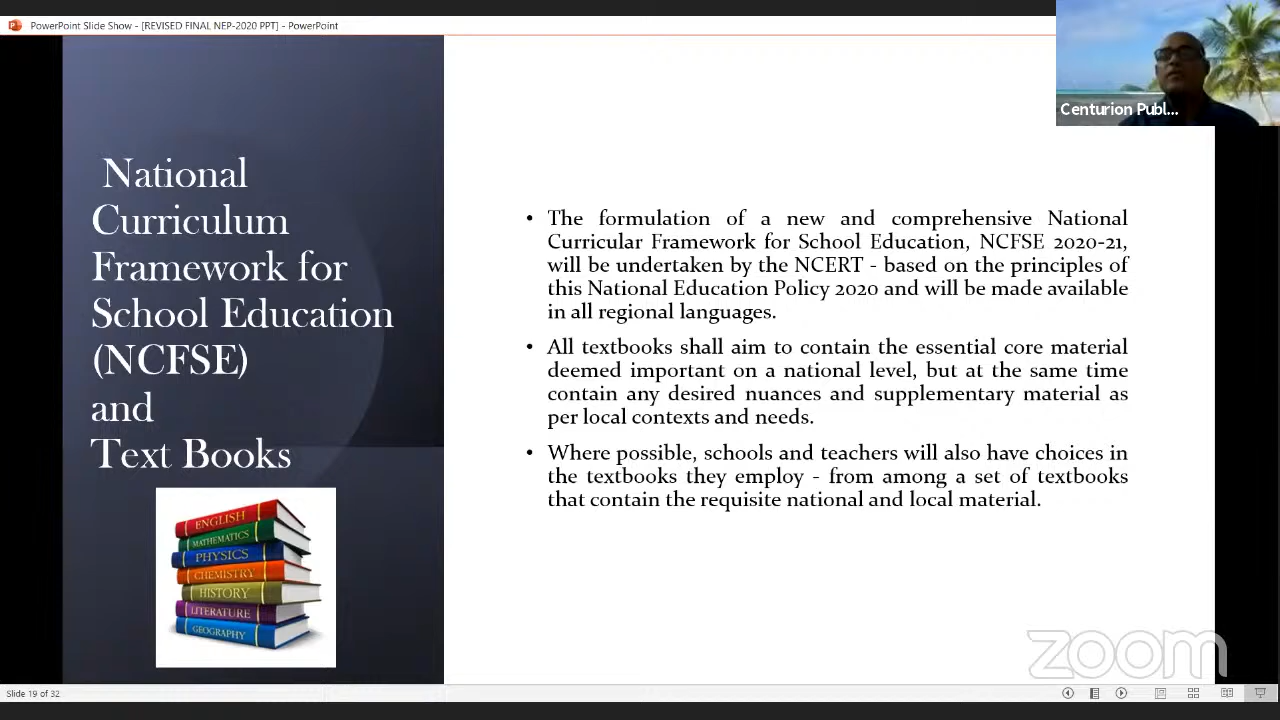 PowerPoint Slide Show - [REVISED FINAL NEP-2020 PPT] - PowerPoint
Centurion Publ...
National
Curriculum
Framework for
School Education
(NCFSE)
and
Text Books
ENGLISH
MATHEMATICS
PHYSICS
CHEMISTRY
HISTORY
LITERATURE
GEOGRAPHY
• The formulation of a new and comprehensive National
Curricular Framework for School Education, NCFSE 2020-21,
will be undertaken by the NCERT - based on the principles of
this National Education Policy 2020 and will be made available
in all regional languages.
• All textbooks shall aim to contain the essential core material
deemed important on a national level, but at the same time
contain any desired nuances and supplementary material as
per local contexts and needs.
• Where possible, schools and teachers will also have choices in
the textbooks they employ - from among a set of textbooks
that contain the requisite national and local material.
zoom
Slide 19 of 32